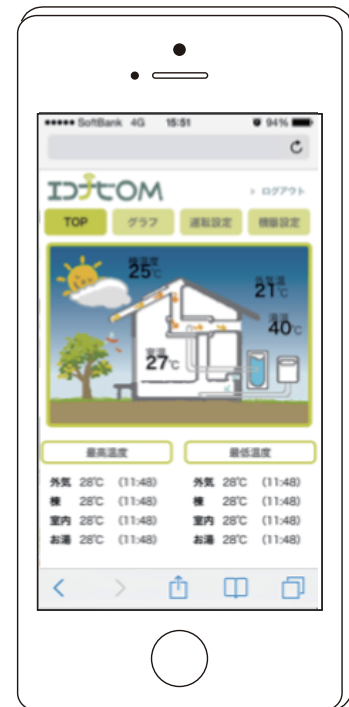 ●●●●● SoftBank 4G 15:51 94%
エコナビCOM
> ログアウト
TOP グラフ 運転設定 機器設定
棟温度
25℃
外気温
21℃
湯温
40℃
室温
27℃
最高温度 最低温度
外気 28℃ (11:48) 外気 28℃ (11:48)
棟 28℃ (11:48) 棟 28℃ (11:48)
室内 28℃ (11:48) 室内 28℃ (11:48)
お湯 28℃ (11:48) お湯 28℃ (11:48)